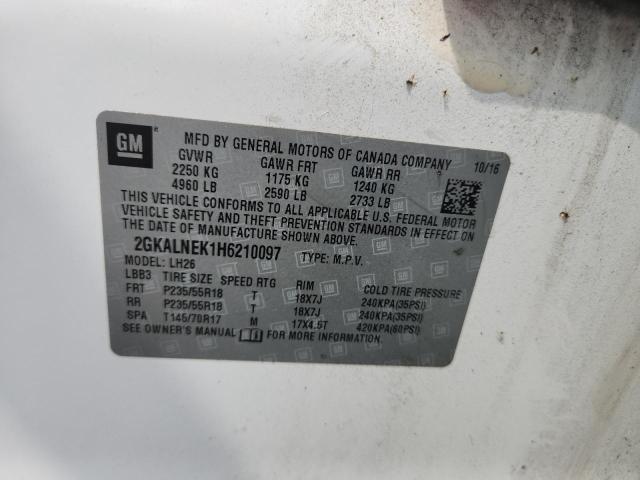 GM
MFD BY GENERAL MOTORS OF CANADA COMPANY 10/16
GVWR GAWR FRT GAWR RR
2250 KG 1175 KG 1240 KG
4960 LB 2590 LB 2733 LB
THIS VEHICLE CONFORMS TO ALL APPLICABLE U.S. FEDERAL MOTOR
VEHICLE SAFETY AND THEFT PREVENTION STANDARDS IN EFFECT ON
THE DATE OF MANUFACTURE SHOWN ABOVE.
2GKALNEK1H6210097 TYPE: M.P.V.
MODEL: LH26
LBB3 TIRE SIZE SPEED RTG RIM COLD TIRE PRESSURE
FRT P235/55R18 T 18X7J 240KPA(35PSI)
RR P235/55R18 T 18X7J 240KPA(35PSI)
SPA T145/70R17 M 17X4.5T 420KPA(60PSI)
SEE OWNER'S MANUAL FOR MORE INFORMATION.